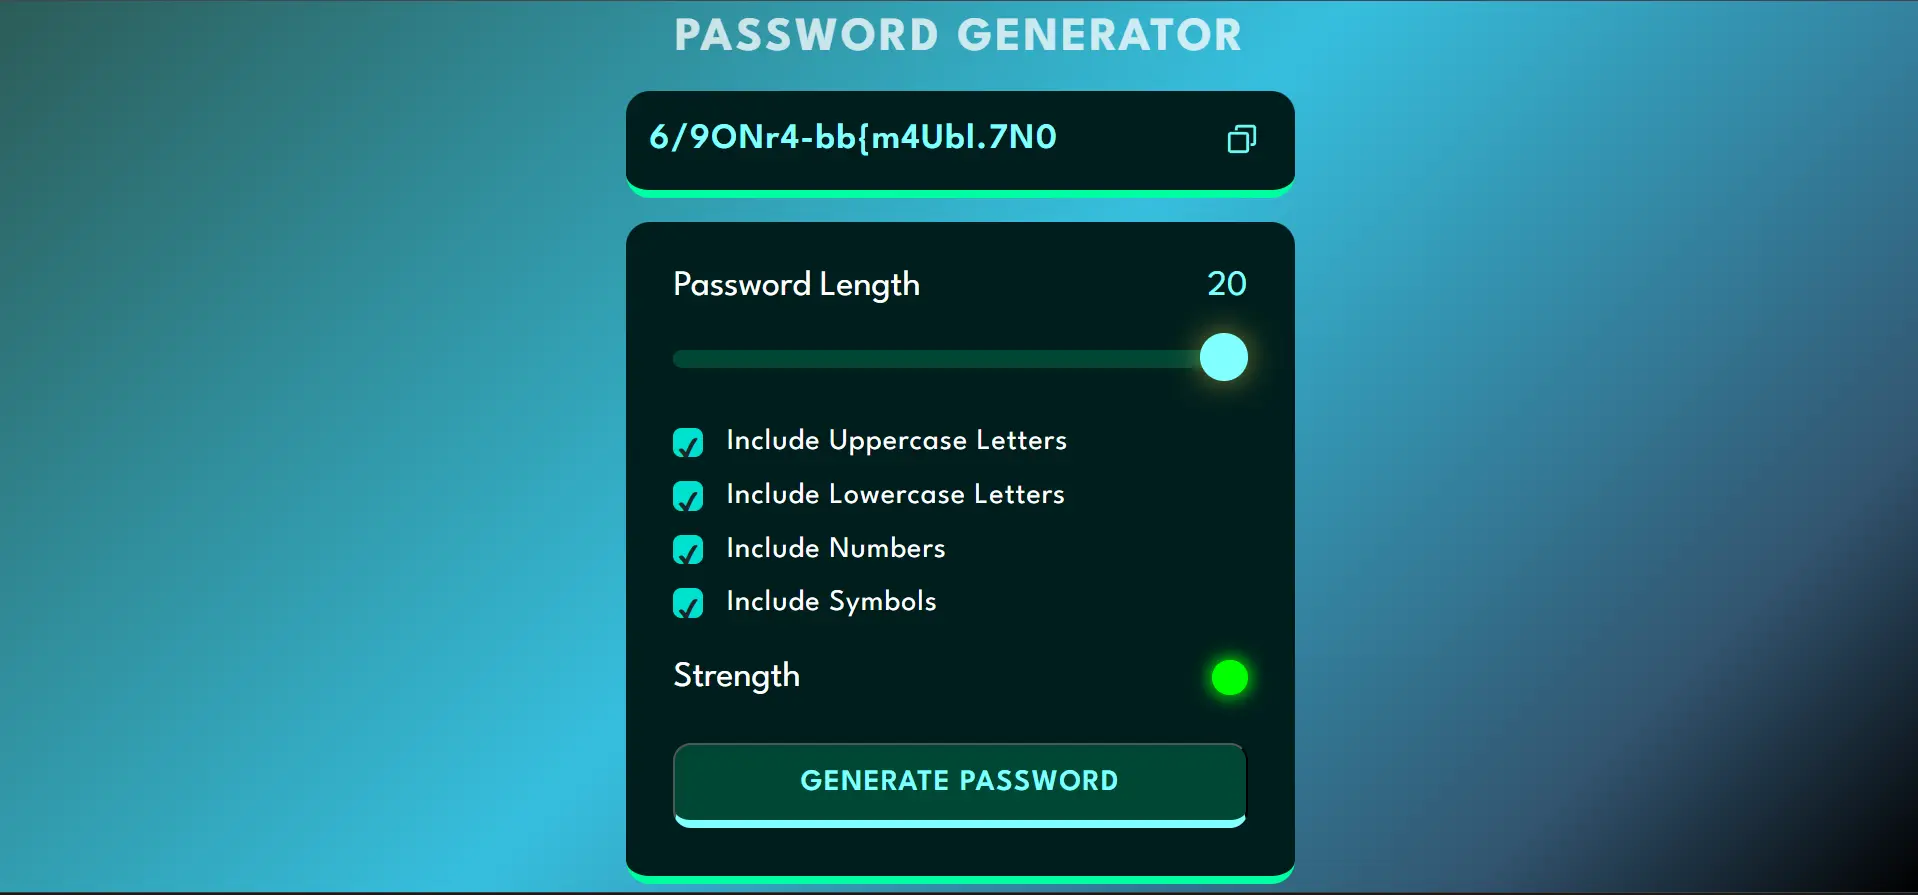 PASSWORD GENERATOR
6/9ONr4-bb{m4Ubl.7N0
Password Length 20
Include Uppercase Letters
Include Lowercase Letters
Include Numbers
Include Symbols
Strength
GENERATE PASSWORD